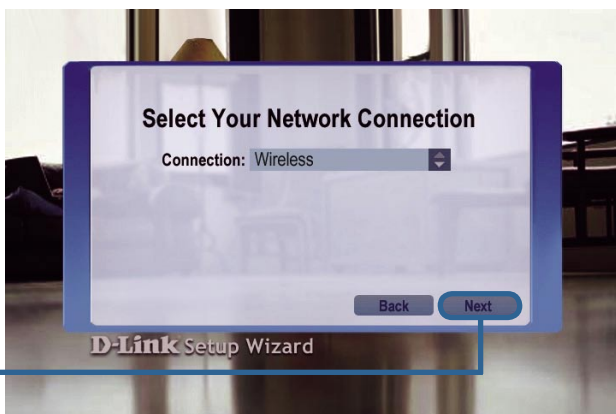 Select Your Network Connection
Connection: Wireless
Back Next
D-Link Setup Wizard